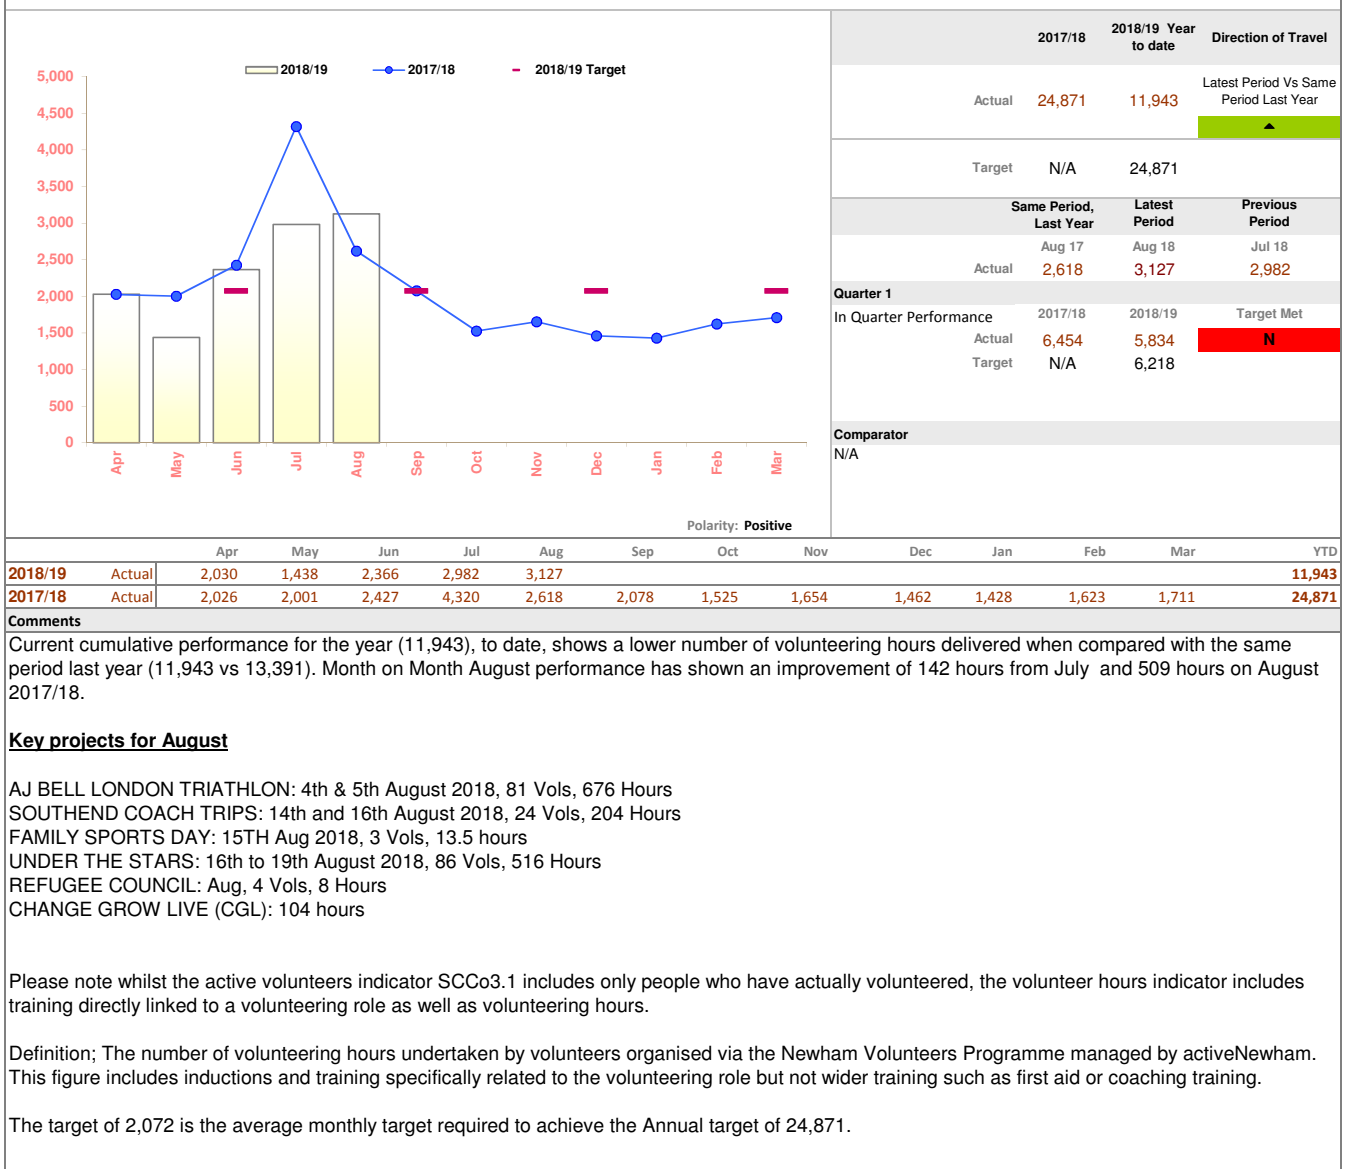 2018/19
2017/18
2018/19 Target
5,000
4,500
4,000
3,500
3,000
2,500
2,000
1,500
1,000
500
0
Apr
May
Jun
Jul
Aug
Sep
Oct
Nov
Dec
Jan
Feb
Mar
Polarity: Positive
2017/18 2018/19 Year to date Direction of Travel
Latest Period Vs Same Period Last Year
Actual 24,871 11,943
Target N/A 24,871
Same Period, Last Year Latest Period Previous Period
Aug 17 Aug 18 Jul 18
Actual 2,618 3,127 2,982
Quarter 1
In Quarter Performance 2017/18 2018/19 Target Met
Actual 6,454 5,834 N
Target N/A 6,218
Comparator
N/A
Apr May Jun Jul Aug Sep Oct Nov Dec Jan Feb Mar YTD
2018/19 Actual 2,030 1,438 2,366 2,982 3,127 11,943
2017/18 Actual 2,026 2,001 2,427 4,320 2,618 2,078 1,525 1,654 1,462 1,428 1,623 1,711 24,871
Comments
Current cumulative performance for the year (11,943), to date, shows a lower number of volunteering hours delivered when compared with the same
period last year (11,943 vs 13,391). Month on Month August performance has shown an improvement of 142 hours from July and 509 hours on August
2017/18.
Key projects for August
AJ BELL LONDON TRIATHLON: 4th & 5th August 2018, 81 Vols, 676 Hours
SOUTHEND COACH TRIPS: 14th and 16th August 2018, 24 Vols, 204 Hours
FAMILY SPORTS DAY: 15TH Aug 2018, 3 Vols, 13.5 hours
UNDER THE STARS: 16th to 19th August 2018, 86 Vols, 516 Hours
REFUGEE COUNCIL: Aug, 4 Vols, 8 Hours
CHANGE GROW LIVE (CGL): 104 hours
Please note whilst the active volunteers indicator SCCo3.1 includes only people who have actually volunteered, the volunteer hours indicator includes
training directly linked to a volunteering role as well as volunteering hours.
Definition; The number of volunteering hours undertaken by volunteers organised via the Newham Volunteers Programme managed by activeNewham.
This figure includes inductions and training specifically related to the volunteering role but not wider training such as first aid or coaching training.
The target of 2,072 is the average monthly target required to achieve the Annual target of 24,871.